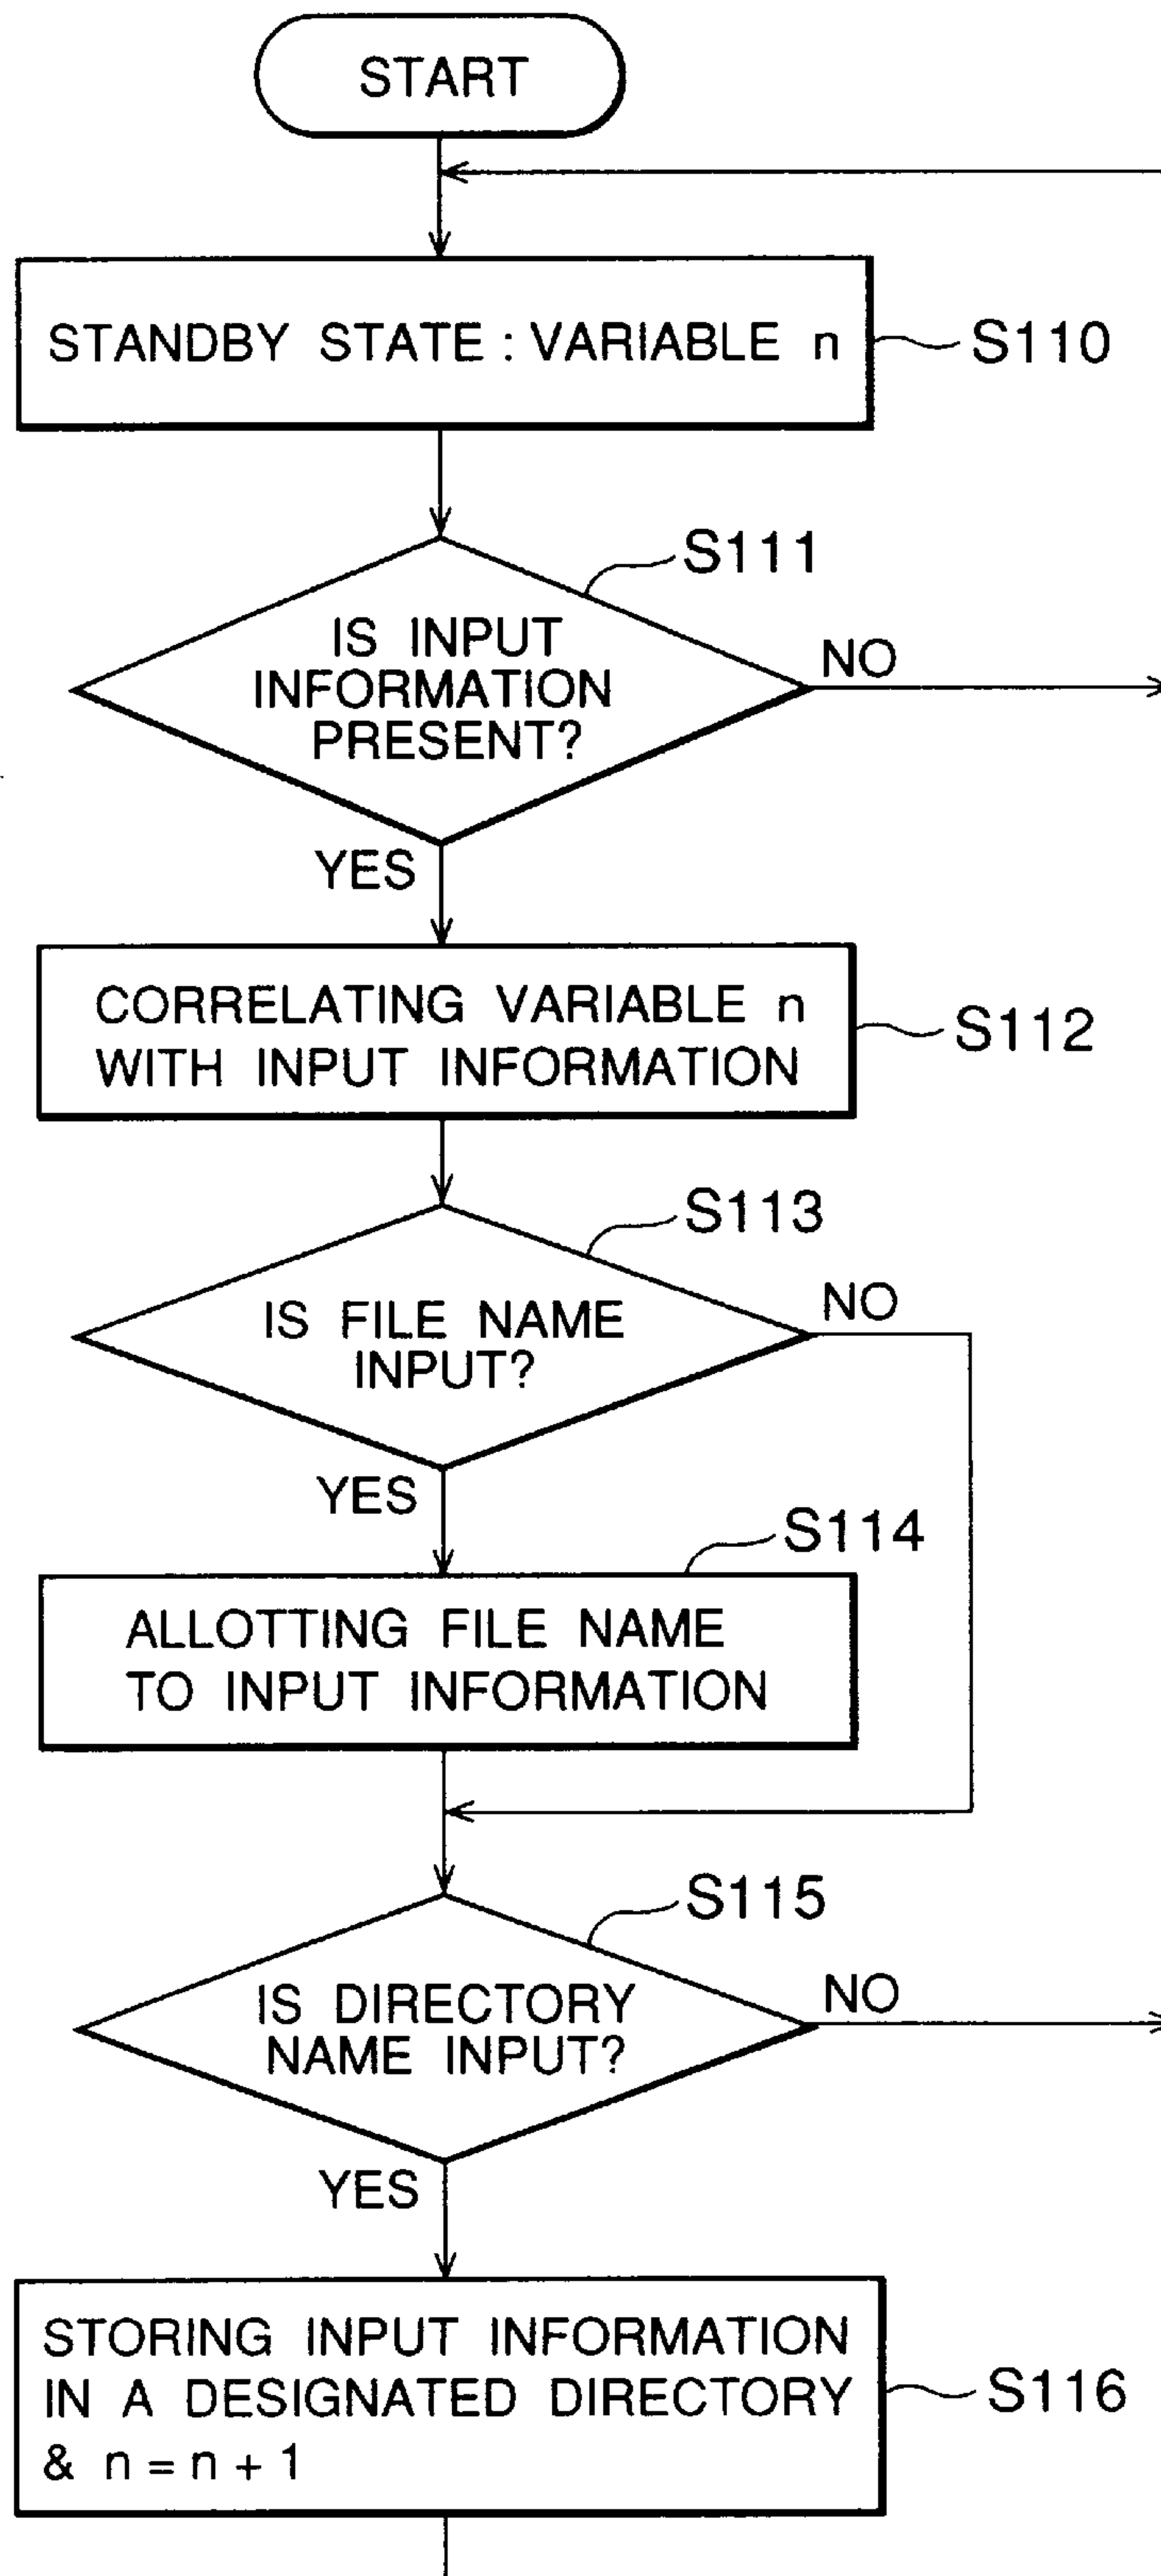 START
STANDBY STATE : VARIABLE n
S110
S111
IS INPUT
INFORMATION
PRESENT?
NO
YES
CORRELATING VARIABLE n
WITH INPUT INFORMATION
S112
S113
IS FILE NAME
INPUT?
NO
YES
S114
ALLOTTING FILE NAME
TO INPUT INFORMATION
S115
IS DIRECTORY
NAME INPUT?
NO
YES
STORING INPUT INFORMATION
IN A DESIGNATED DIRECTORY
& n = n + 1
S116